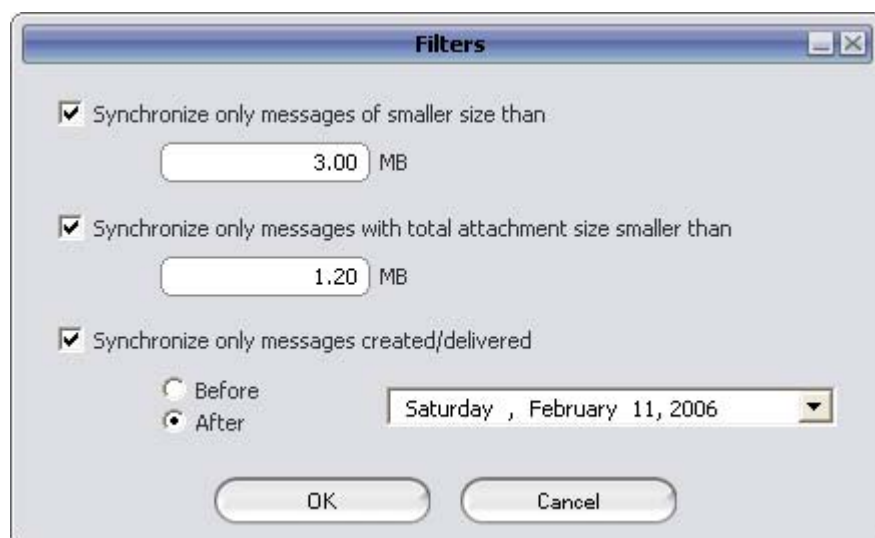 Filters
Synchronize only messages of smaller size than
3.00 MB
Synchronize only messages with total attachment size smaller than
1.20 MB
Synchronize only messages created/delivered
Before
After
Saturday , February 11, 2006
OK Cancel